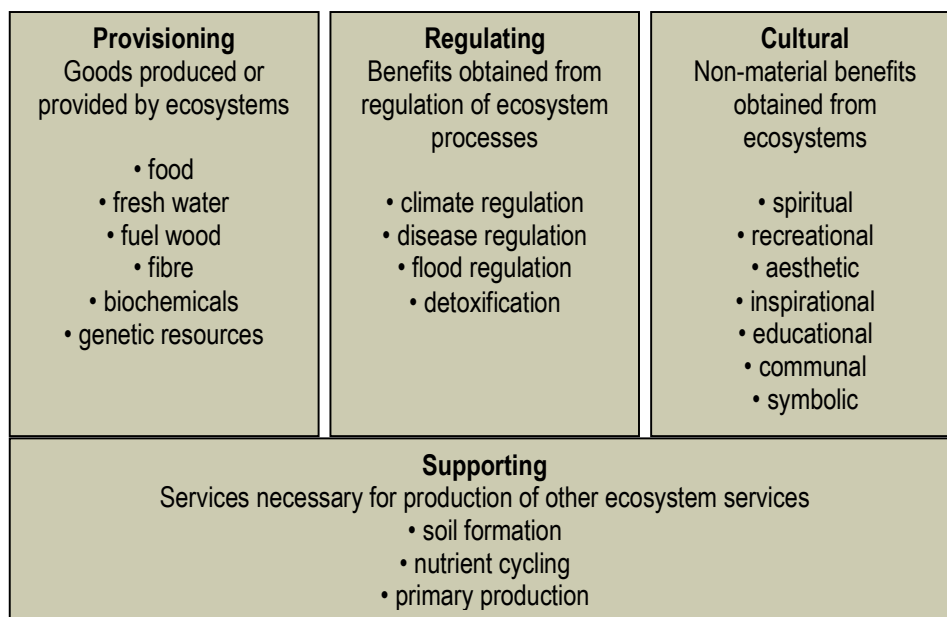 Provisioning
Goods produced or
provided by ecosystems
• food
• fresh water
• fuel wood
• fibre
• biochemicals
• genetic resources
Regulating
Benefits obtained from
regulation of ecosystem
processes
• climate regulation
• disease regulation
• flood regulation
• detoxification
Cultural
Non-material benefits
obtained from
ecosystems
• spiritual
• recreational
• aesthetic
• inspirational
• educational
• communal
• symbolic
Supporting
Services necessary for production of other ecosystem services
• soil formation
• nutrient cycling
• primary production